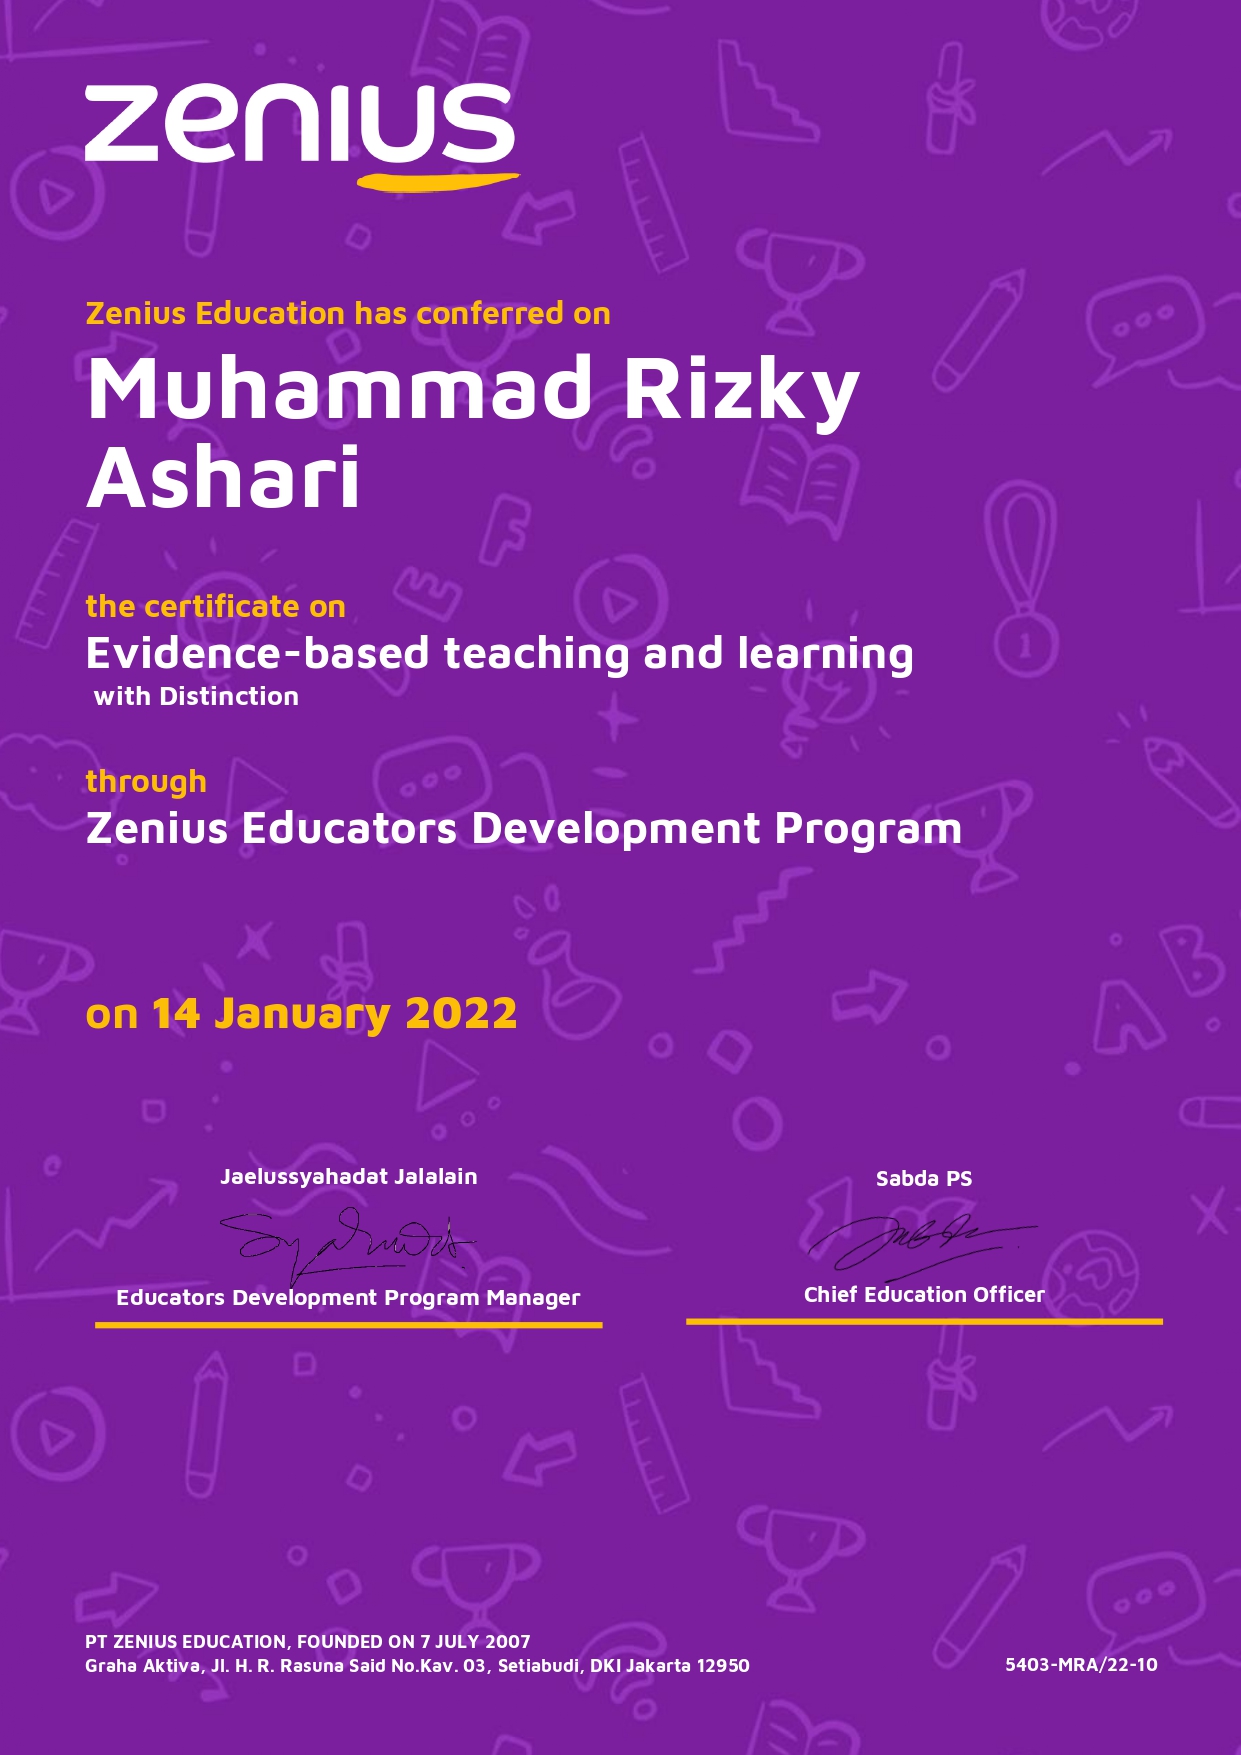 zenius
Zenius Education has conferred on
Muhammad Rizky
Ashari
the certificate on
Evidence-based teaching and learning
with Distinction
through
Zenius Educators Development Program
on 14 January 2022
Jaelussyahadat Jalalain
Educators Development Program Manager
Sabda PS
Chief Education Officer
PT ZENIUS EDUCATION, FOUNDED ON 7 JULY 2007
Graha Aktiva, Jl. H. R. Rasuna Said No.Kav. 03, Setiabudi, DKI Jakarta 12950
5403-MRA/22-10